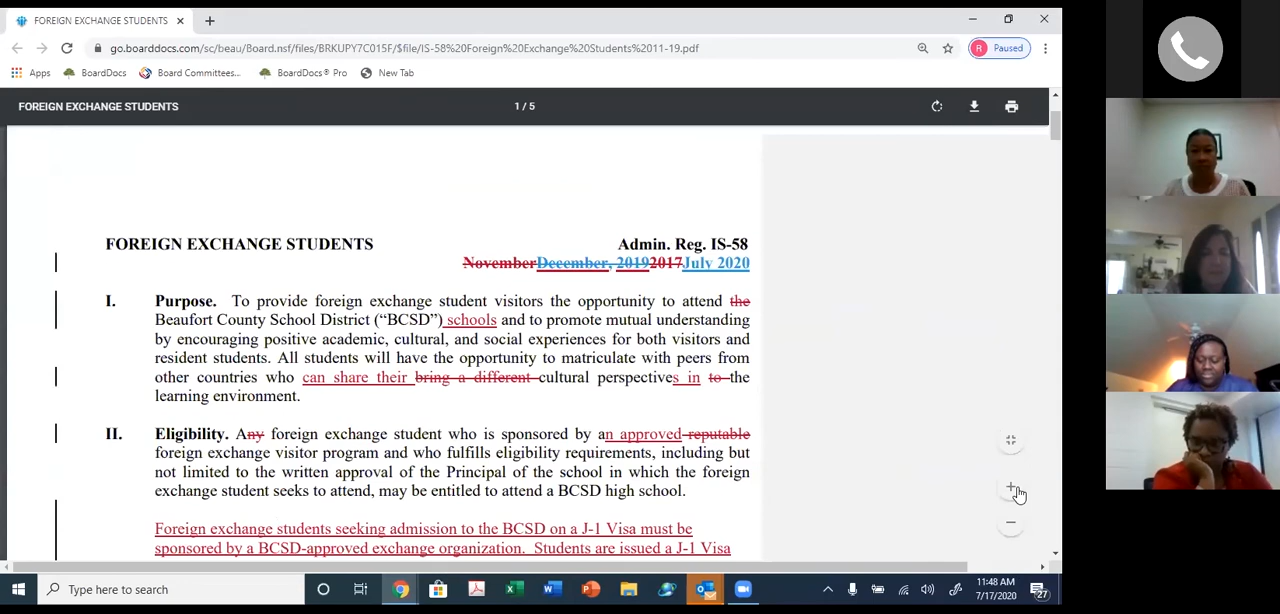 FOREIGN EXCHANGE STUDENTS
go.boarddocs.com/sc/beau/Board.nsf/files/BRKUPY7C015F/$file/IS-58%20Foreign%20Exchange%20Students%2011-19.pdf
R Paused
Apps BoardDocs Board Committees... BoardDocs® Pro New Tab
FOREIGN EXCHANGE STUDENTS 1 / 5
FOREIGN EXCHANGE STUDENTS Admin. Reg. IS-58
NovemberDecember, 20192017July 2020
I. Purpose. To provide foreign exchange student visitors the opportunity to attend the
Beaufort County School District (“BCSD”) schools and to promote mutual understanding
by encouraging positive academic, cultural, and social experiences for both visitors and
resident students. All students will have the opportunity to matriculate with peers from
other countries who can share their bring a different cultural perspectives in to the
learning environment.
II. Eligibility. Any foreign exchange student who is sponsored by an approved reputable
foreign exchange visitor program and who fulfills eligibility requirements, including but
not limited to the written approval of the Principal of the school in which the foreign
exchange student seeks to attend, may be entitled to attend a BCSD high school.
Foreign exchange students seeking admission to the BCSD on a J-1 Visa must be
sponsored by a BCSD-approved exchange organization. Students are issued a J-1 Visa
Type here to search
11:48 AM
7/17/2020
27